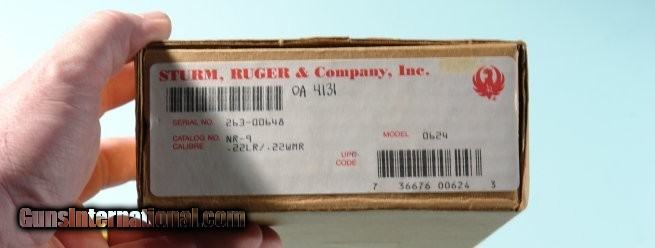 STURM, RUGER & Company, Inc.
OA 4131
SERIAL NO. 263-00648
CATALOG NO. NR-9 MODEL 0624
CALIBRE .22LR/.22WMR
UPC CODE
7 36676 00624 3
GunsInternational.com